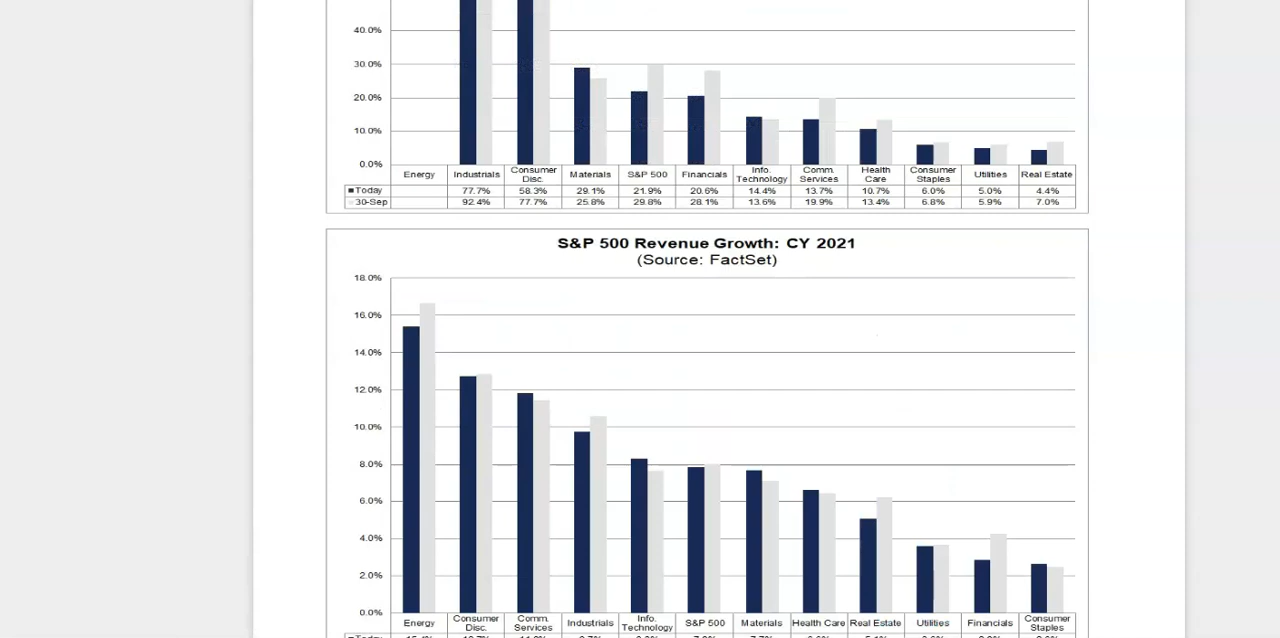 40.0%
30.0%
20.0%
10.0%
0.0%
Energy Industrials Consumer Disc. Materials S&P 500 Financials Info. Technology Comm. Services Health Care Consumer Staples Utilities Real Estate
Today 77.7% 58.3% 29.1% 21.9% 20.6% 14.4% 13.7% 10.7% 6.0% 5.0% 4.4%
30-Sep 92.4% 77.7% 25.8% 29.8% 28.1% 13.6% 19.9% 13.4% 6.8% 5.9% 7.0%
S&P 500 Revenue Growth: CY 2021
(Source: FactSet)
18.0%
16.0%
14.0%
12.0%
10.0%
8.0%
6.0%
4.0%
2.0%
0.0%
Energy Consumer Disc. Comm. Services Industrials Info. Technology S&P 500 Materials Health Care Real Estate Utilities Financials Consumer Staples